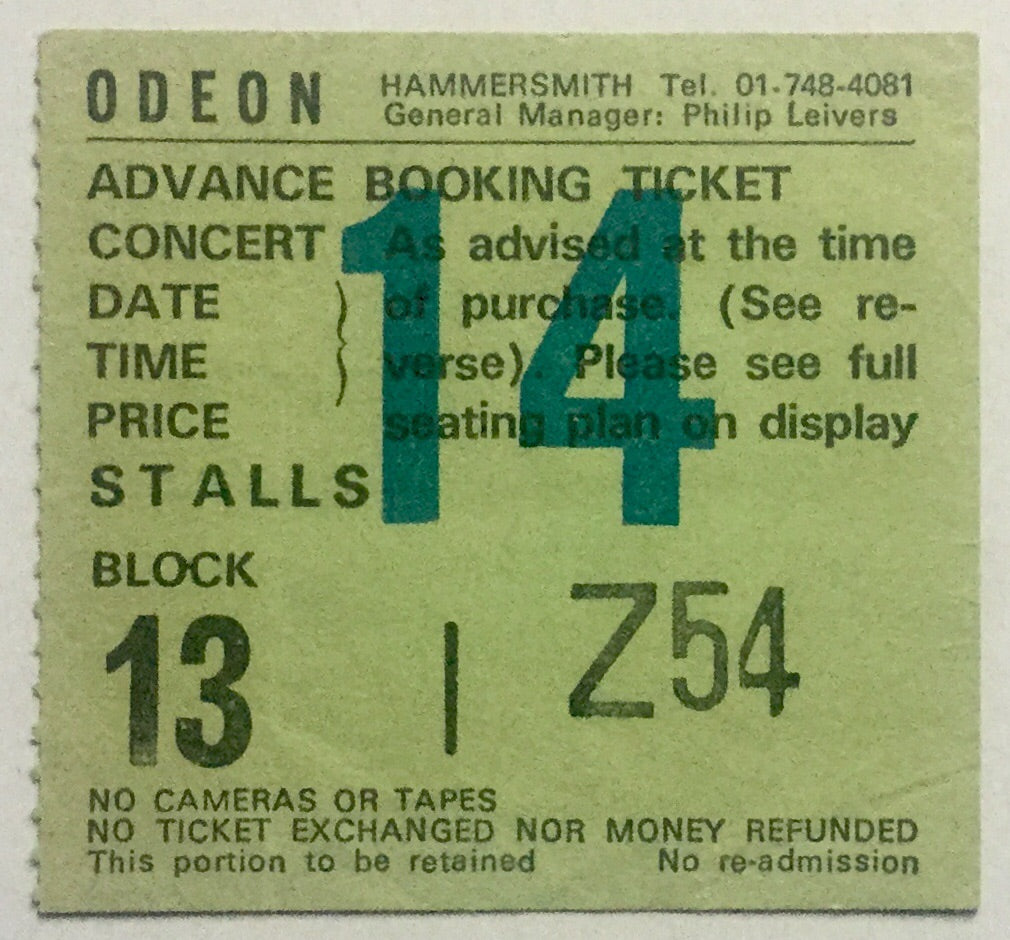 ODEON HAMMERSMITH Tel. 01-748-4081
General Manager: Philip Leivers
ADVANCE BOOKING TICKET
14
CONCERT As advised at the time
DATE } of purchase. (See re-
TIME } verse). Please see full
PRICE seating plan on display
STALLS
BLOCK
13 | Z54
NO CAMERAS OR TAPES
NO TICKET EXCHANGED NOR MONEY REFUNDED
This portion to be retained No re-admission